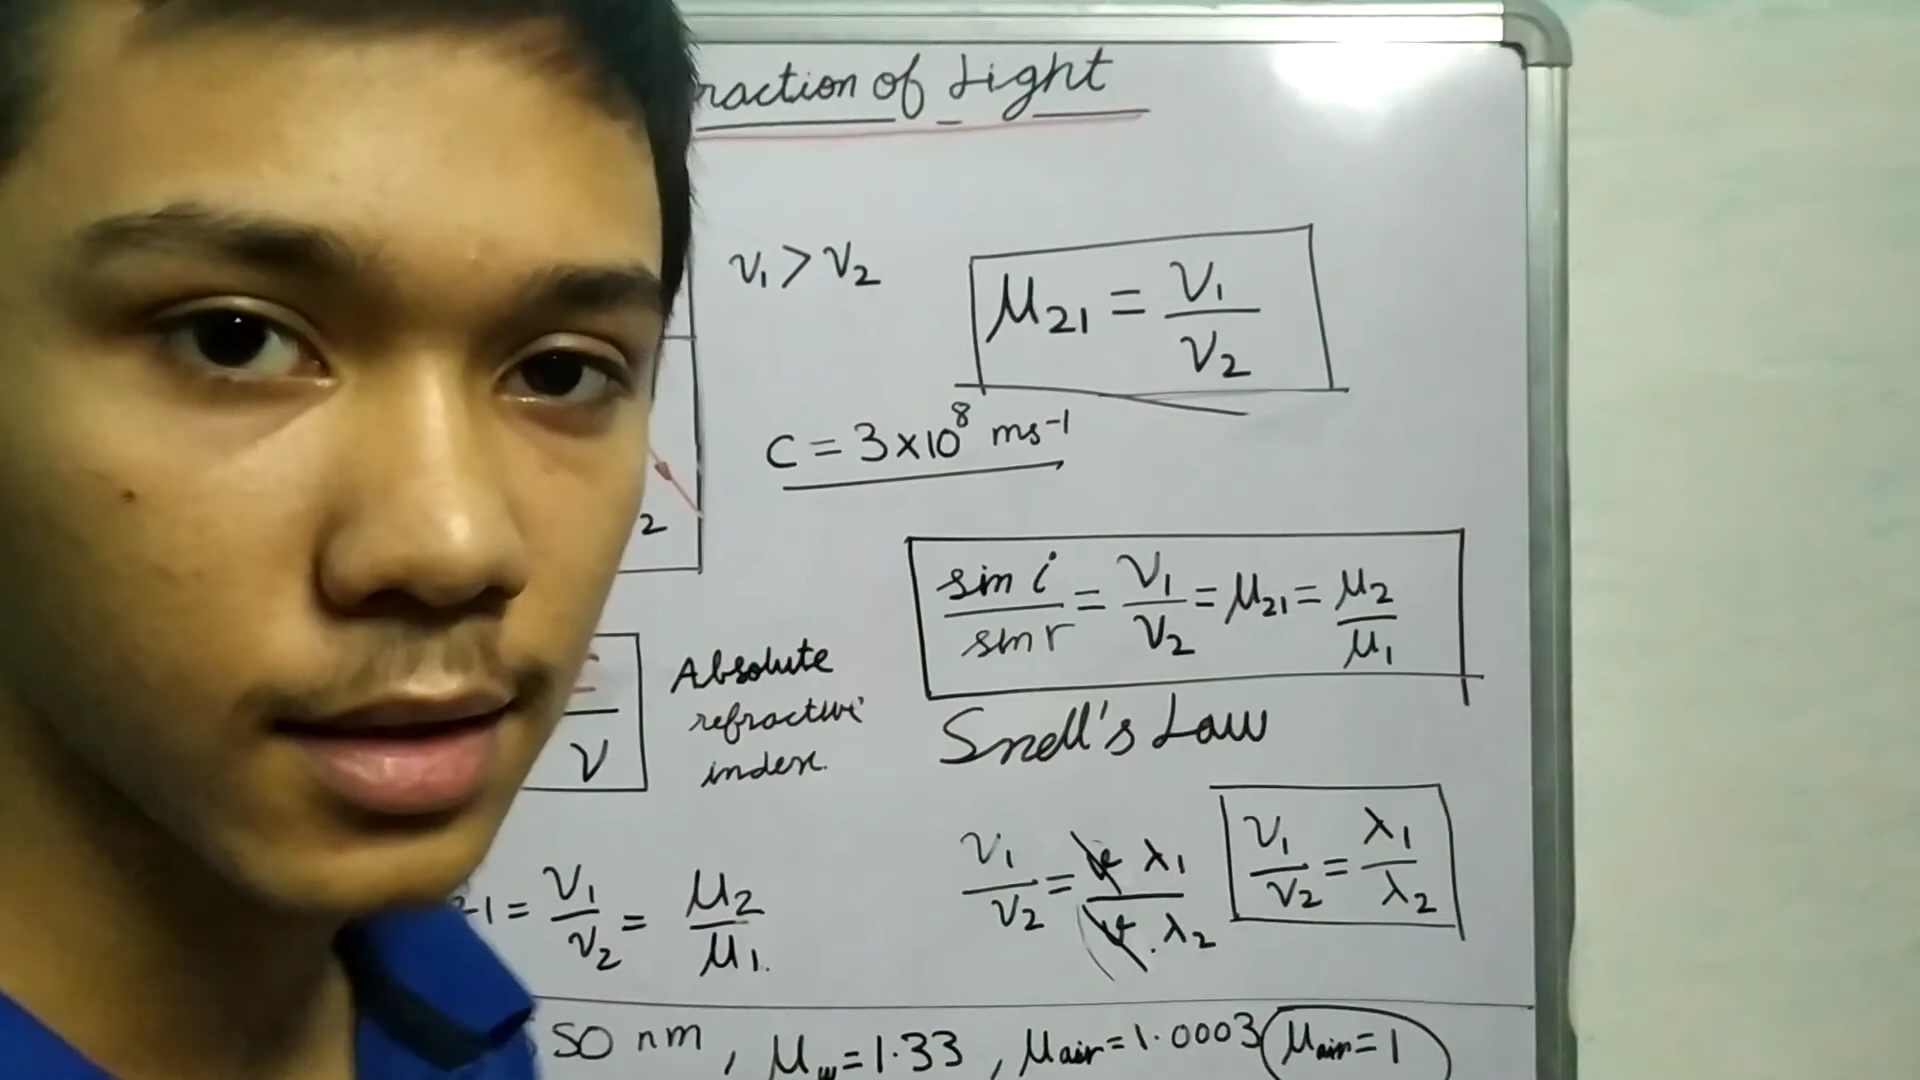 raction of Light
v₁ > v₂
μ₂₁ = v₁/v₂
C = 3×10⁸ ms⁻¹
2
sin i/sin r = v₁/v₂ = μ₂₁ = μ₂/μ₁
Snell's Law
v
Absolute
refractive
index.
-1 = v₁/v₂ = μ₂/μ₁.
v₁/v₂ = λ₁/.λ₂
v₁/v₂ = λ₁/λ₂
50 nm, μw = 1.33, μair = 1.0003 μair = 1